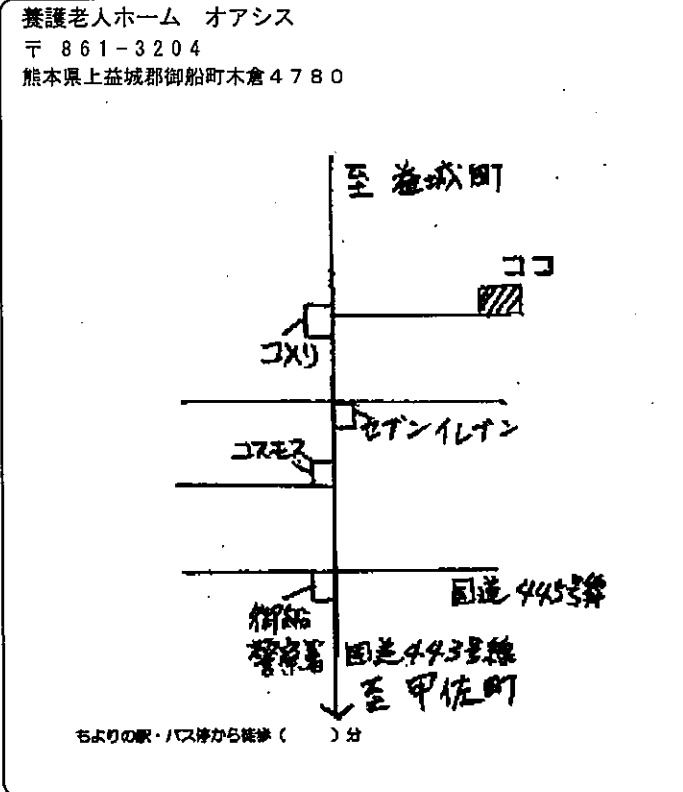 養護老人ホーム　オアシス
〒 861-3204
熊本県上益城郡御船町木倉4780
至 益城町
ココ
コメリ
セブンイレブン
コスモス
国道445号線
御船
警察署
国道443号線
至 甲佐町
もよりの駅・バス停から徒歩（　　）分